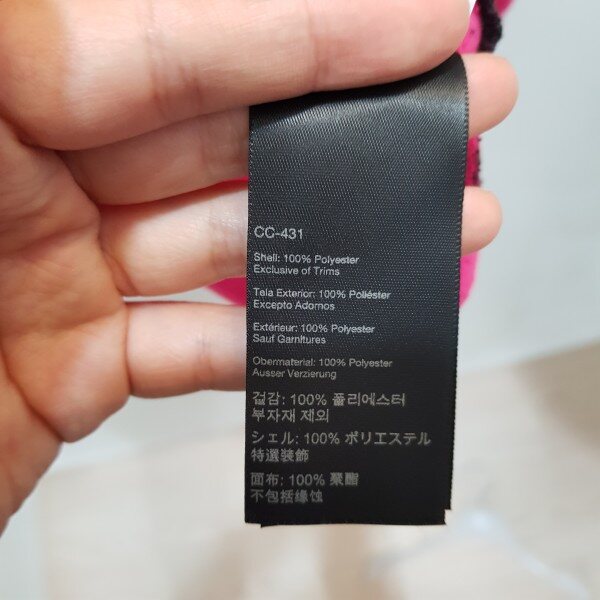 CC-431
Shell: 100% Polyester
Exclusive of Trims
Tela Exterior: 100% Poliéster
Excepto Adornos
Extérieur: 100% Polyester
Sauf Garnitures
Obermaterial: 100% Polyester
Ausser Verzierung
겉감: 100% 폴리에스터
부자재 제외
シェル: 100% ポリエステル
特選装飾
面布: 100% 聚酯
不包括缘蚀